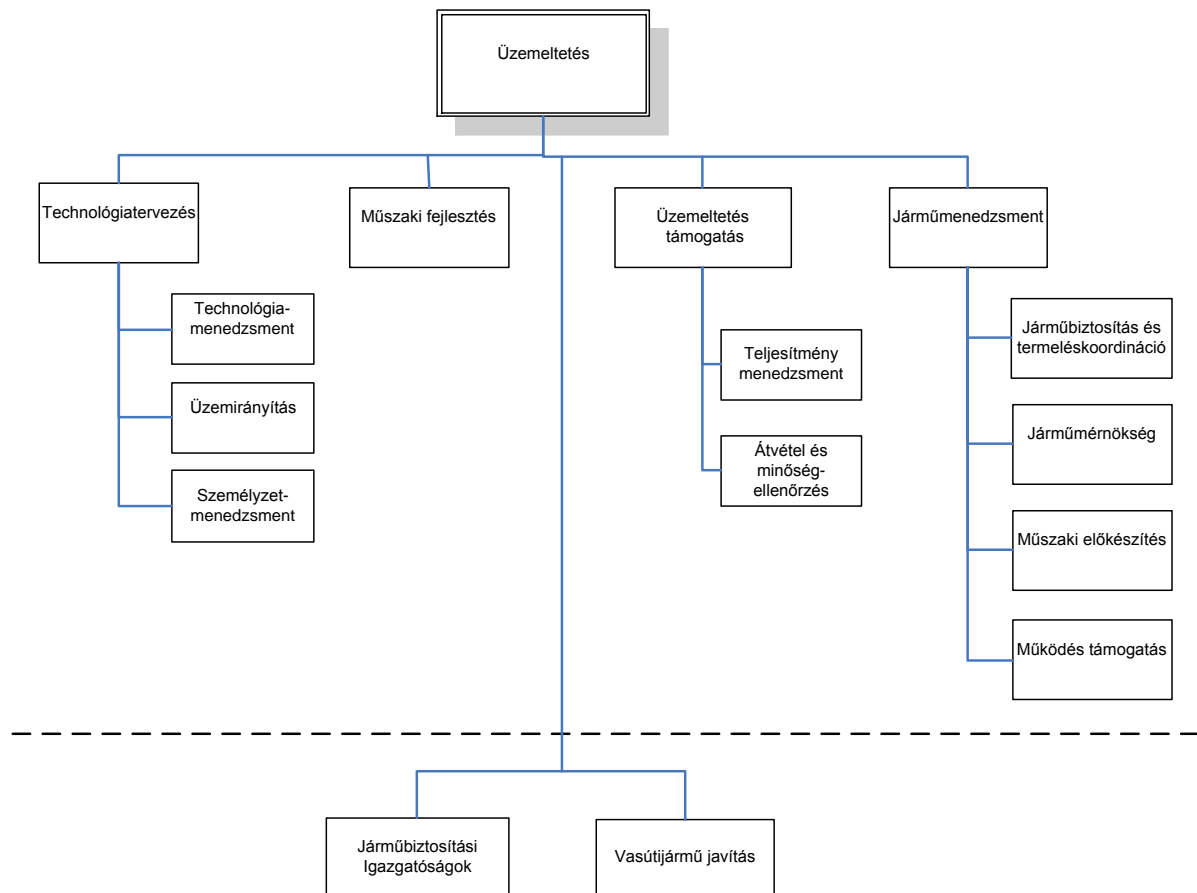 Üzemeltetés
Technológiatervezés
Műszaki fejlesztés
Üzemeltetés
támogatás
Járműmenedzsment
Technológia-
menedzsment
Üzemirányítás
Személyzet-
menedzsment
Teljesítmény
menedzsment
Átvétel és
minőség-
ellenőrzés
Járműbiztosítás és
termeléskoordináció
Járműmérnökség
Műszaki előkészítés
Működés támogatás
Járműbiztosítási
Igazgatóságok
Vasútijármű javítás